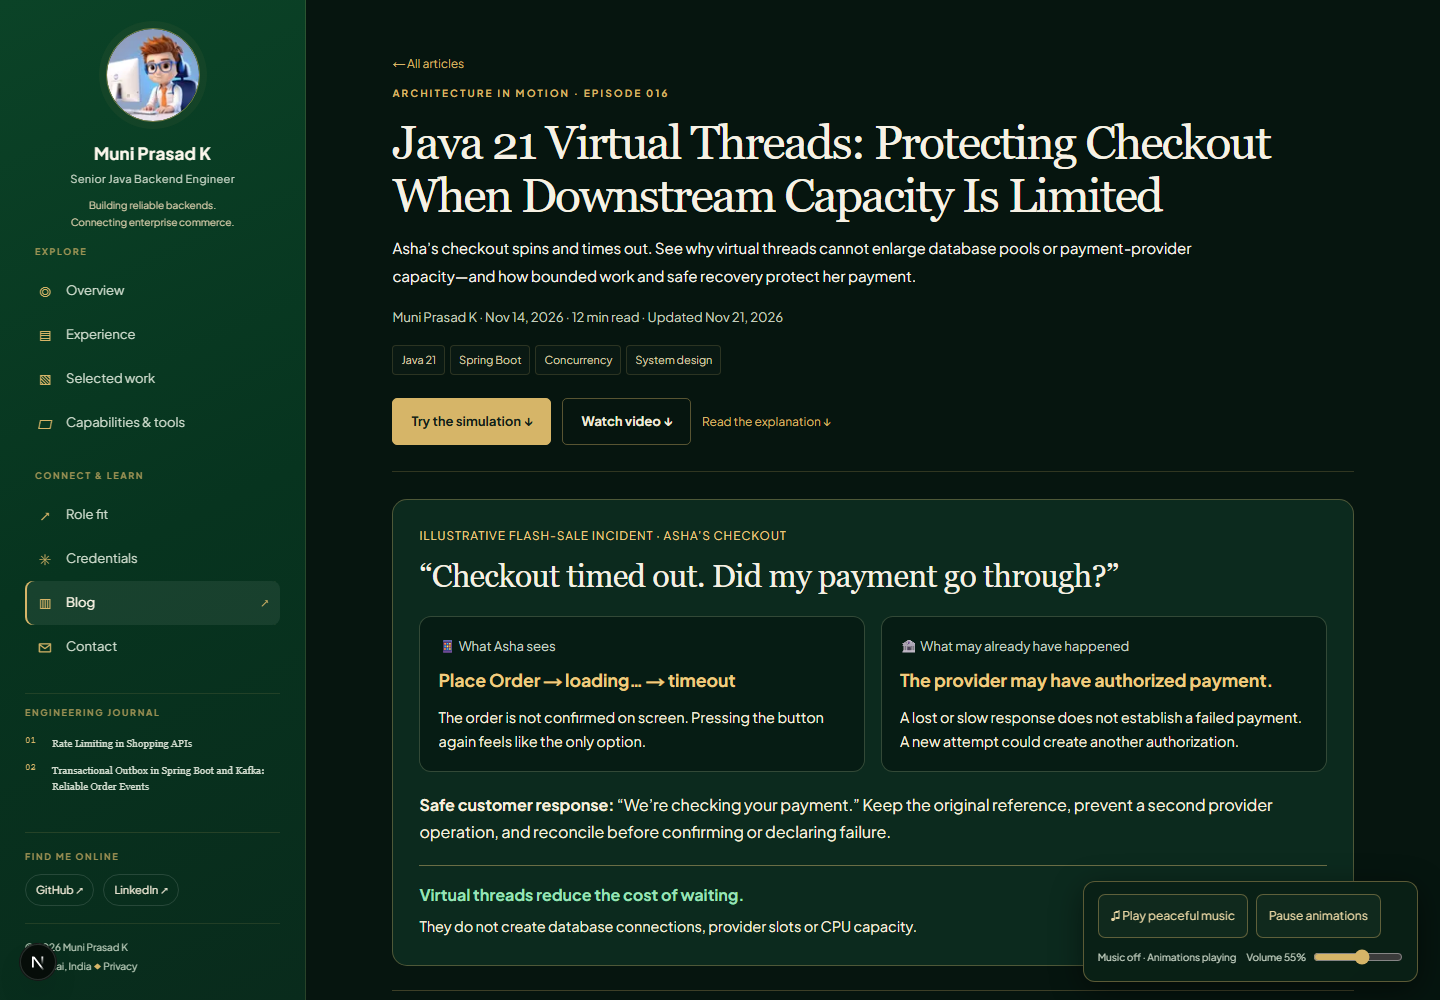 Muni Prasad K
Senior Java Backend Engineer
Building reliable backends.
Connecting enterprise commerce.
EXPLORE
Overview
Experience
Selected work
Capabilities & tools
CONNECT & LEARN
Role fit
Credentials
Blog ↗
Contact
ENGINEERING JOURNAL
01 Rate Limiting in Shopping APIs
02 Transactional Outbox in Spring Boot and Kafka:
Reliable Order Events
FIND ME ONLINE
GitHub ↗ LinkedIn ↗
26 Muni Prasad K
N
ai, India ◆ Privacy
← All articles
ARCHITECTURE IN MOTION · EPISODE 016
Java 21 Virtual Threads: Protecting Checkout
When Downstream Capacity Is Limited
Asha's checkout spins and times out. See why virtual threads cannot enlarge database pools or payment-provider
capacity—and how bounded work and safe recovery protect her payment.
Muni Prasad K · Nov 14, 2026 · 12 min read · Updated Nov 21, 2026
Java 21 Spring Boot Concurrency System design
Try the simulation ↓ Watch video ↓ Read the explanation ↓
ILLUSTRATIVE FLASH-SALE INCIDENT · ASHA'S CHECKOUT
“Checkout timed out. Did my payment go through?”
What Asha sees
Place Order → loading… → timeout
The order is not confirmed on screen. Pressing the button
again feels like the only option.
What may already have happened
The provider may have authorized payment.
A lost or slow response does not establish a failed payment.
A new attempt could create another authorization.
Safe customer response: “We're checking your payment.” Keep the original reference, prevent a second provider
operation, and reconcile before confirming or declaring failure.
Virtual threads reduce the cost of waiting.
They do not create database connections, provider slots or CPU capacity.
♫ Play peaceful music Pause animations
Music off · Animations playing Volume 55%